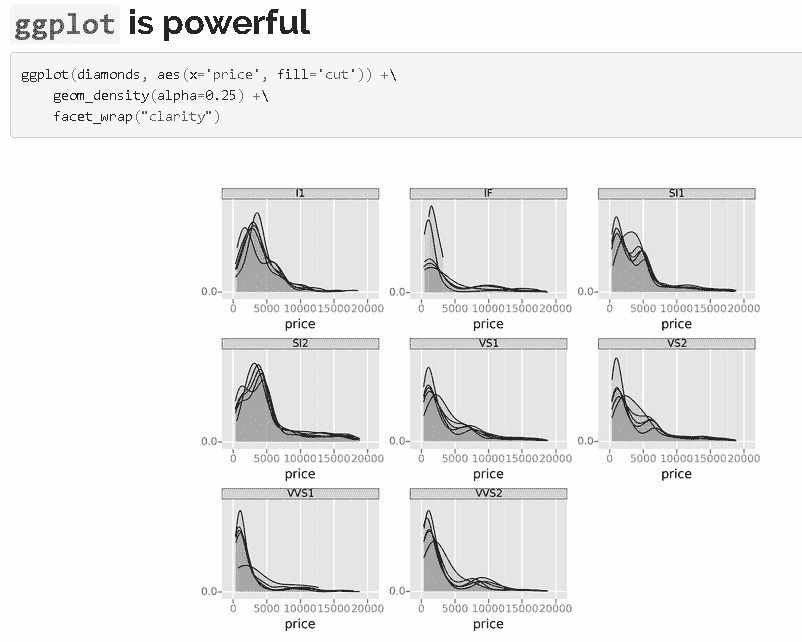 ggplot is powerful
ggplot(diamonds, aes(x='price', fill='cut')) +\
geom_density(alpha=0.25) +\
facet_wrap("clarity")
I1 IF SI1
0.0 0.0 0.0
0 5000 10000 15000 20000 0 5000 10000 15000 20000 0 5000 10000 15000 20000
price price price
SI2 VS1 VS2
0.0 0.0 0.0
0 5000 10000 15000 20000 0 5000 10000 15000 20000 0 5000 10000 15000 20000
price price price
VVS1 VVS2
0.0 0.0
0 5000 10000 15000 20000 0 5000 10000 15000 20000
price price